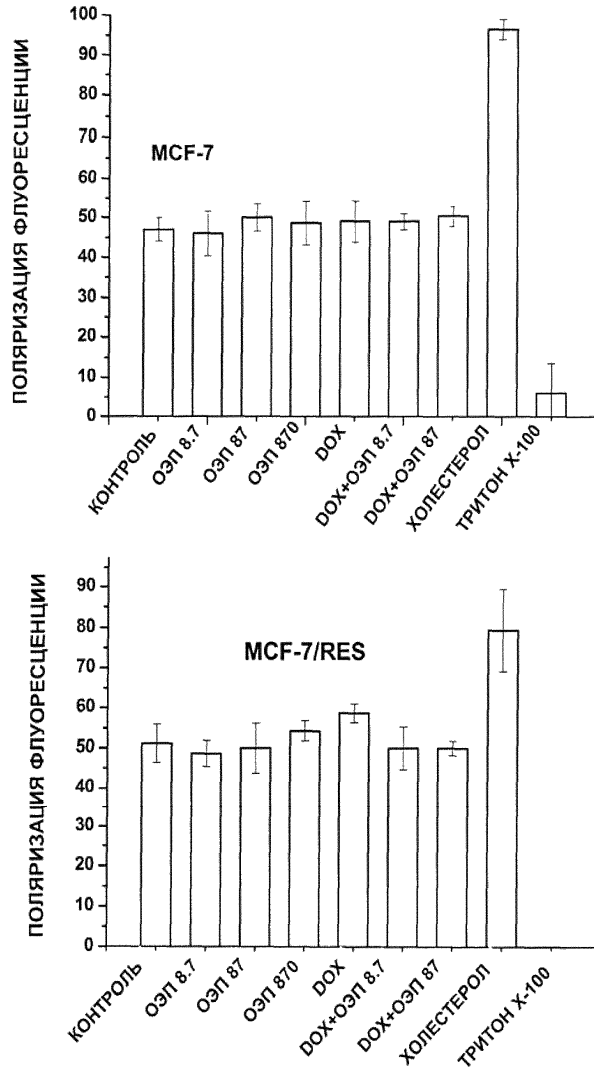 ПОЛЯРИЗАЦИЯ ФЛУОРЕСЦЕНЦИИ
100
90
80
70
60
50
40
30
20
10
0
MCF-7
КОНТРОЛЬ
ОЭП 8.7
ОЭП 87
ОЭП 870
DOX
DOX+ОЭП 8.7
DOX+ОЭП 87
ХОЛЕСТЕРОЛ
ТРИТОН X-100
ПОЛЯРИЗАЦИЯ ФЛУОРЕСЦЕНЦИИ
90
80
70
60
50
40
30
20
10
0
MCF-7/RES
КОНТРОЛЬ
ОЭП 8.7
ОЭП 87
ОЭП 870
DOX
DOX+ОЭП 8.7
DOX+ОЭП 87
ХОЛЕСТЕРОЛ
ТРИТОН X-100